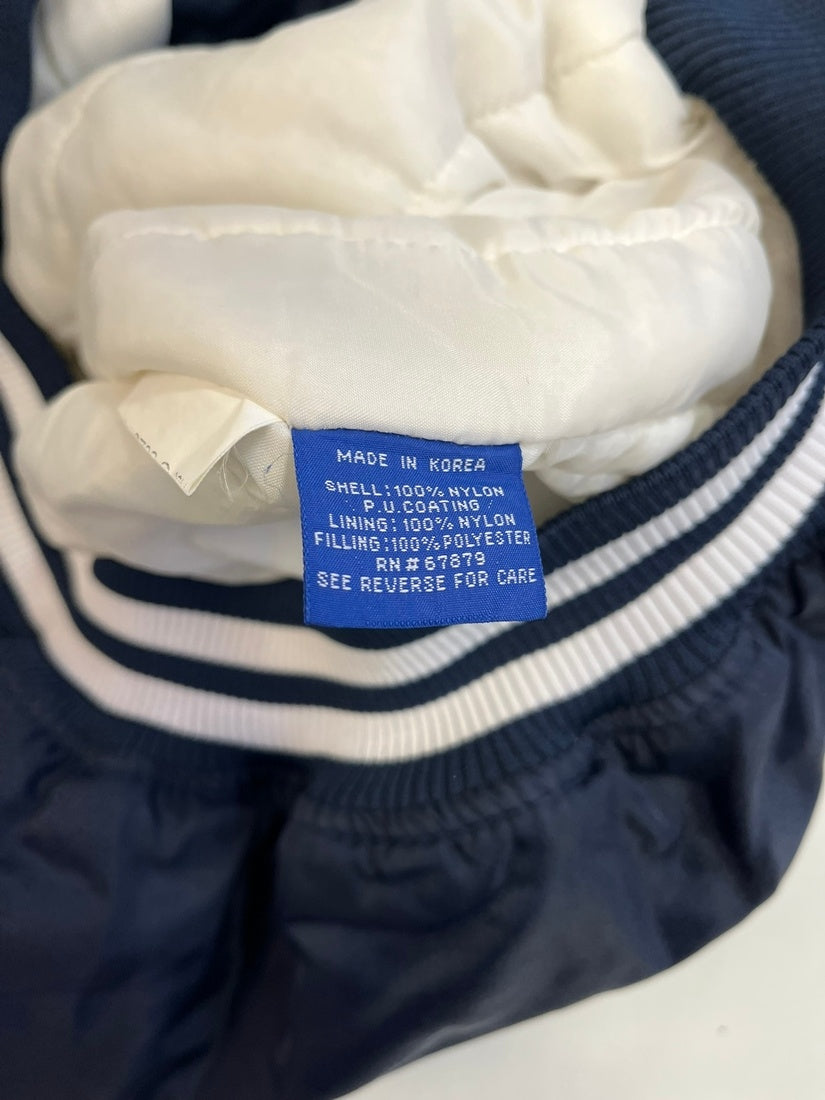 MADE IN KOREA
SHELL:100% NYLON
P.U.COATING
LINING:100% NYLON
FILLING:100%POLYESTER
RN#67879
SEE REVERSE FOR CARE